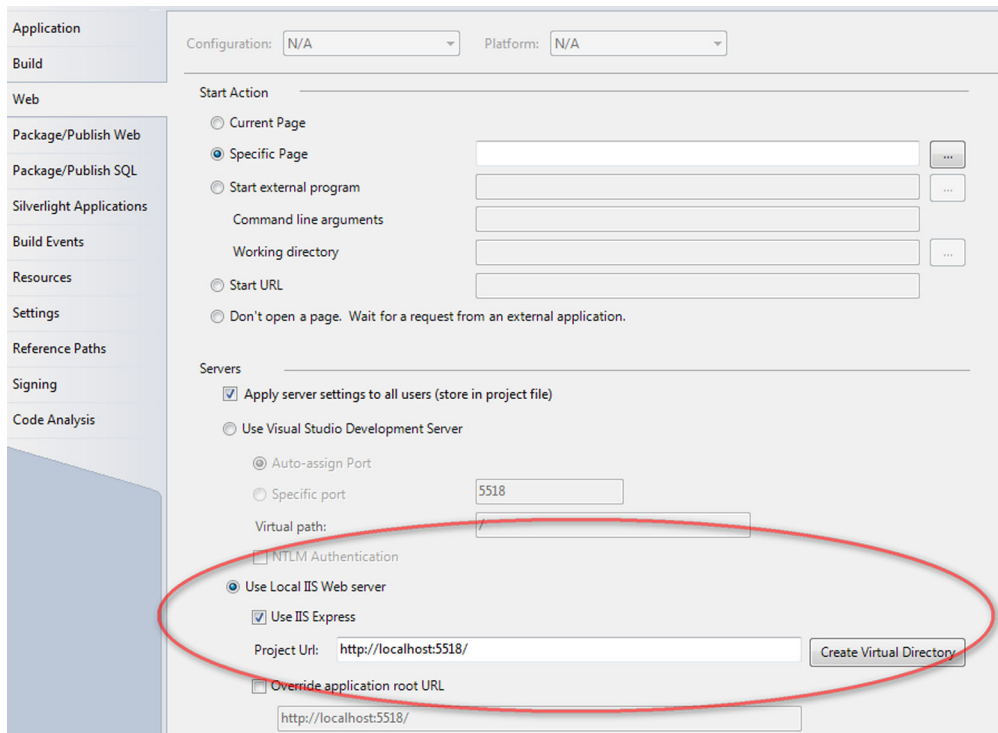 Application
Build
Web
Package/Publish Web
Package/Publish SQL
Silverlight Applications
Build Events
Resources
Settings
Reference Paths
Signing
Code Analysis
Configuration: N/A Platform: N/A
Start Action
Current Page
Specific Page ...
Start external program ...
Command line arguments
Working directory ...
Start URL
Don't open a page. Wait for a request from an external application.
Servers
Apply server settings to all users (store in project file)
Use Visual Studio Development Server
Auto-assign Port
Specific port 5518
Virtual path: /
NTLM Authentication
Use Local IIS Web server
Use IIS Express
Project Url: http://localhost:5518/ Create Virtual Directory
Override application root URL
http://localhost:5518/